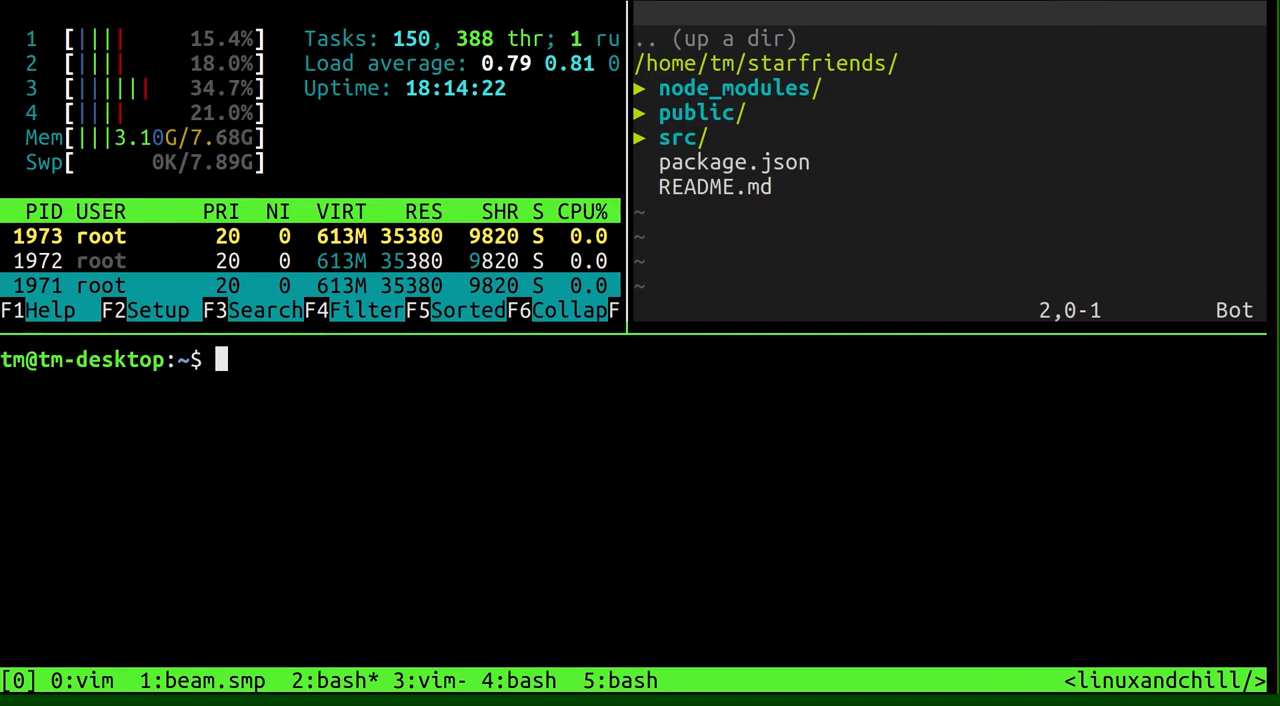 1 [|||| 15.4%] Tasks: 150, 388 thr; 1 ru
2 [||||| 18.0%] Load average: 0.79 0.81 0
3 [|||||| 34.7%] Uptime: 18:14:22
4 [|||| 21.0%]
Mem[|||3.10G/7.68G]
Swp[ 0K/7.89G]
PID USER PRI NI VIRT RES SHR S CPU%
1973 root 20 0 613M 35380 9820 S 0.0
1972 root 20 0 613M 35380 9820 S 0.0
1971 root 20 0 613M 35380 9820 S 0.0
F1Help F2Setup F3SearchF4FilterF5SortedF6CollapF
.. (up a dir)
/home/tm/starfriends/
▸ node_modules/
▸ public/
▸ src/
package.json
README.md
~
~
~
~
2,0-1 Bot
tm@tm-desktop:~$
[0] 0:vim 1:beam.smp 2:bash* 3:vim- 4:bash 5:bash <linuxandchill/>